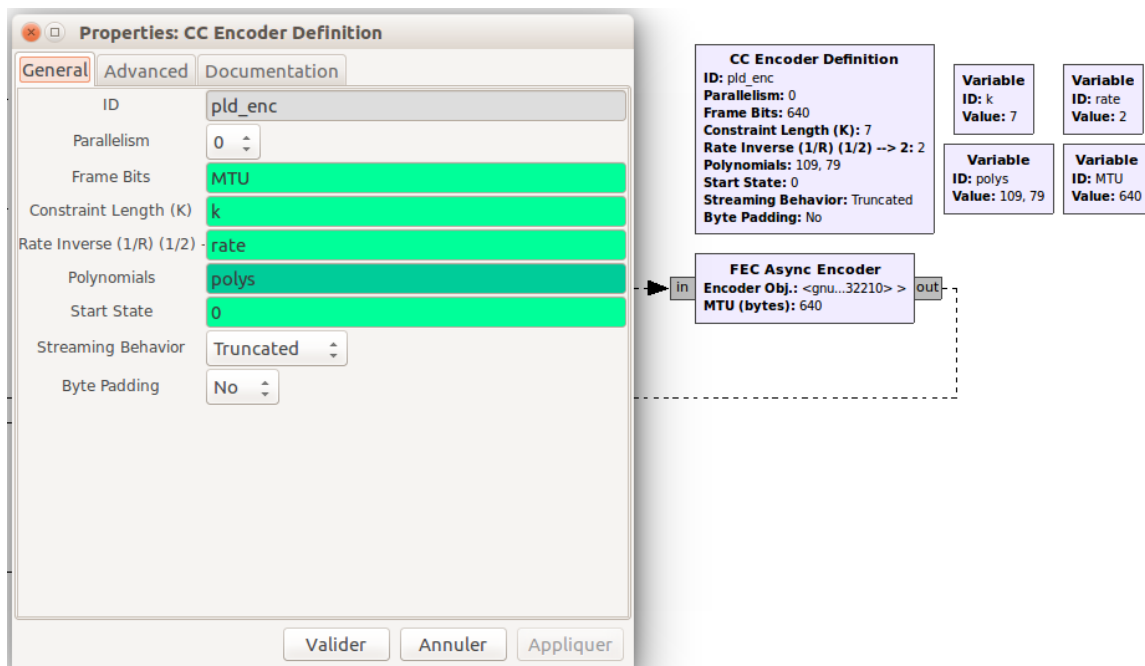 Properties: CC Encoder Definition
General Advanced Documentation
ID pld_enc
Parallelism 0
Frame Bits MTU
Constraint Length (K) k
Rate Inverse (1/R) (1/2) - rate
Polynomials polys
Start State 0
Streaming Behavior Truncated
Byte Padding No
Valider Annuler Appliquer
CC Encoder Definition
ID: pld_enc
Parallelism: 0
Frame Bits: 640
Constraint Length (K): 7
Rate Inverse (1/R) (1/2) --> 2: 2
Polynomials: 109, 79
Start State: 0
Streaming Behavior: Truncated
Byte Padding: No
Variable
ID: k
Value: 7
Variable
ID: rate
Value: 2
Variable
ID: polys
Value: 109, 79
Variable
ID: MTU
Value: 640
in
FEC Async Encoder
Encoder Obj.: <gnu...32210> >
MTU (bytes): 640
out